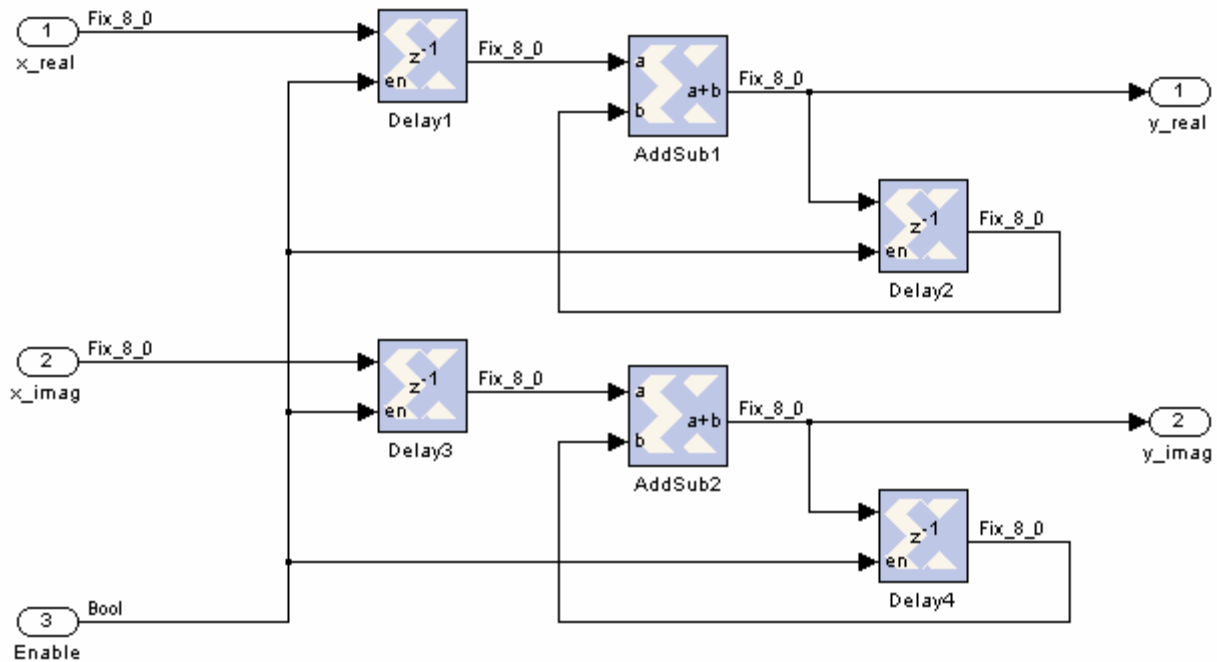 1
Fix_8_0
x_real
z-1
en
Delay1
Fix_8_0
a
b
a+b
AddSub1
Fix_8_0
1
y_real
z-1
en
Delay2
Fix_8_0
2
Fix_8_0
x_imag
z-1
en
Delay3
Fix_8_0
a
b
a+b
AddSub2
Fix_8_0
2
y_imag
z-1
en
Delay4
Fix_8_0
3
Bool
Enable